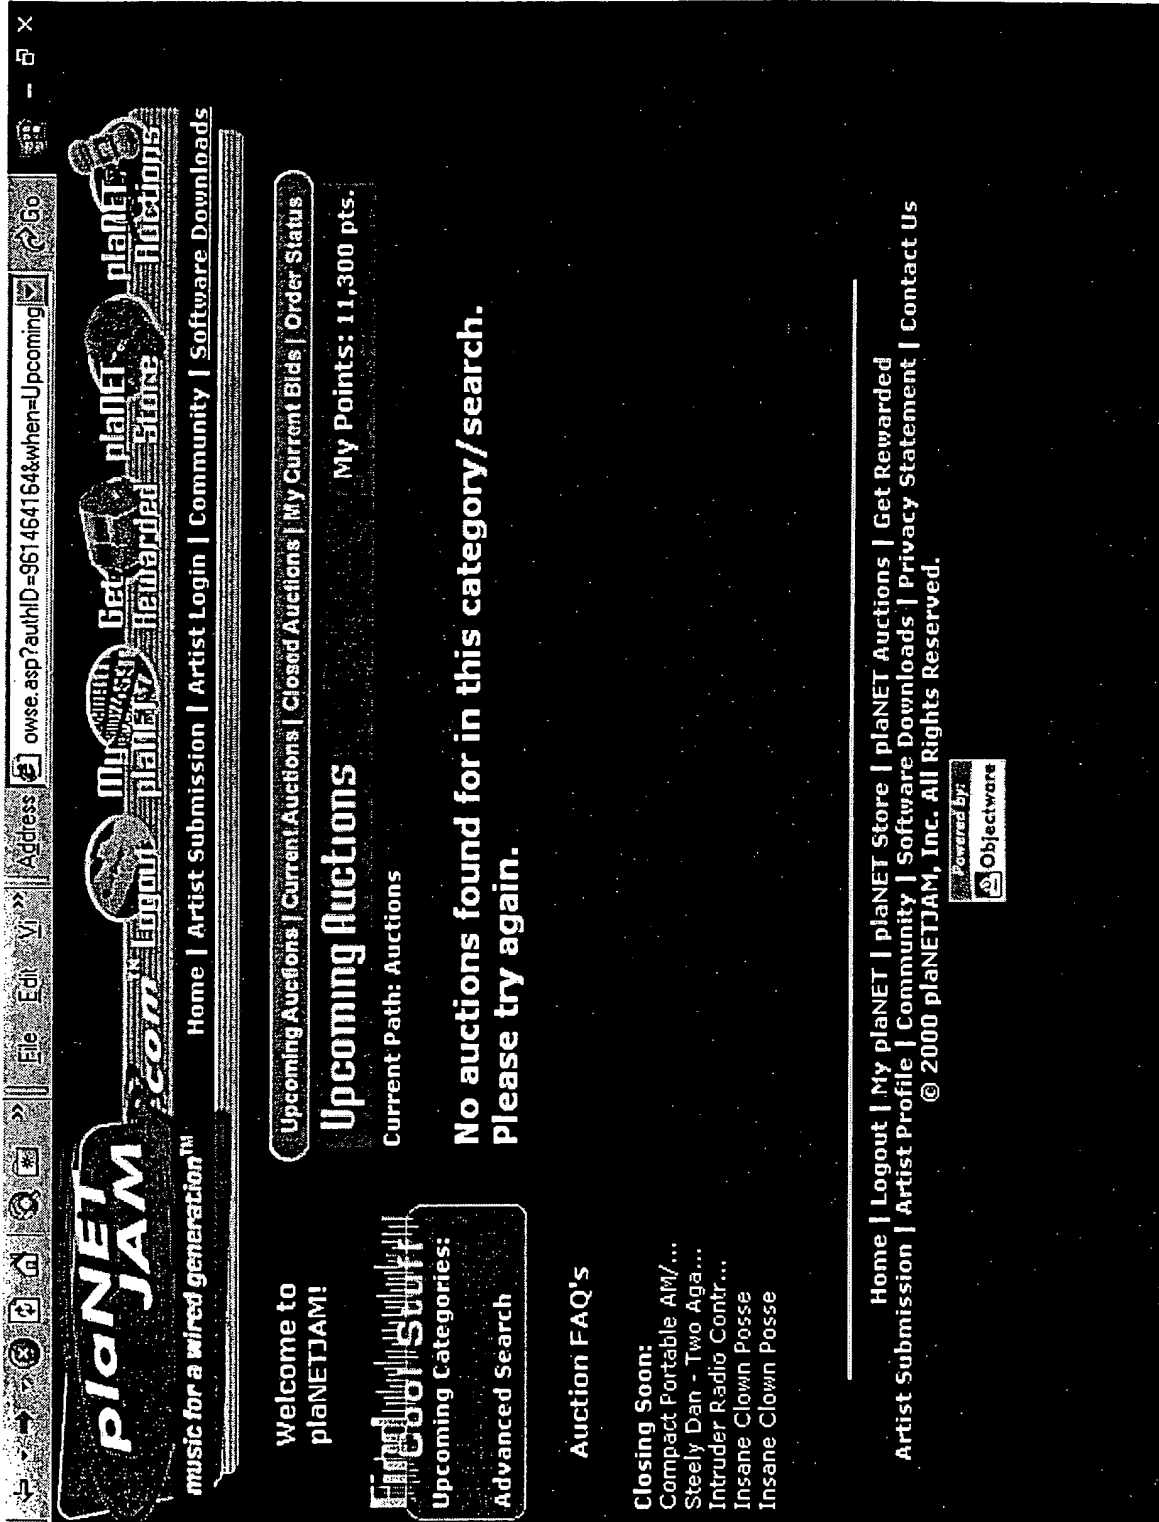 File Edit Vi » Address owse.asp?authID=961464164&when=Upcoming Go
plaNET JAM .com™
music for a wired generation™
Logout My plaNET Get Rewarded plaNET Store plaNET Auctions
Home | Artist Submission | Artist Login | Community | Software Downloads
Welcome to
plaNETJAM!
Find Cool Stuff
Upcoming Categories:
Advanced Search
Auction FAQ's
Closing Soon:
Compact Portable AM/...
Steely Dan - Two Aga...
Intruder Radio Contr...
Insane Clown Posse
Insane Clown Posse
Upcoming Auctions | Current Auctions | Closed Auctions | My Current Bids | Order Status
Upcoming Auctions My Points: 11,300 pts.
Current Path: Auctions
No auctions found for in this category/search.
Please try again.
Home | Logout | My plaNET | plaNET Store | plaNET Auctions | Get Rewarded
Artist Submission | Artist Profile | Community | Software Downloads | Privacy Statement | Contact Us
© 2000 plaNETJAM, Inc. All Rights Reserved.
Powered by:
Objectware